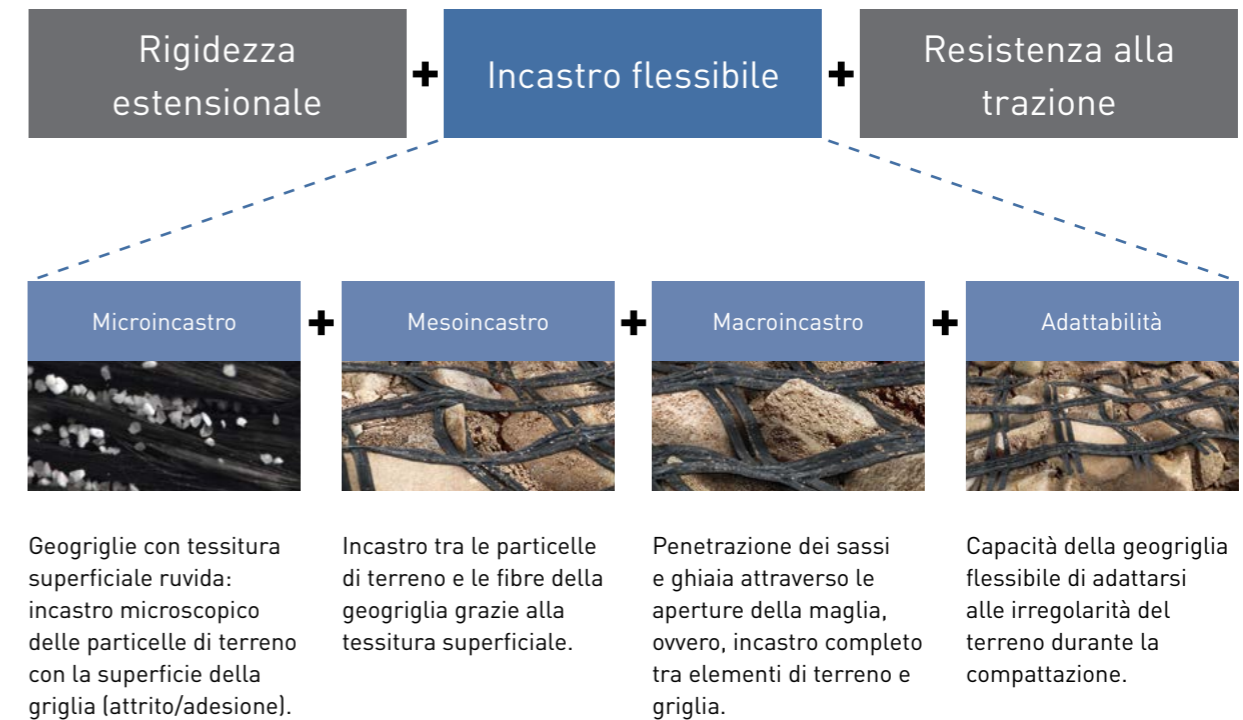 Rigidezza
estensionale
+
Incastro flessibile
+
Resistenza alla
trazione
Microincastro
+
Mesoincastro
+
Macroincastro
+
Adattabilità
Geogriglie con tessitura
superficiale ruvida:
incastro microscopico
delle particelle di terreno
con la superficie della
griglia (attrito/adesione).
Incastro tra le particelle
di terreno e le fibre della
geogriglia grazie alla
tessitura superficiale.
Penetrazione dei sassi
e ghiaia attraverso le
aperture della maglia,
ovvero, incastro completo
tra elementi di terreno e
griglia.
Capacità della geogriglia
flessibile di adattarsi
alle irregolarità del
terreno durante la
compattazione.